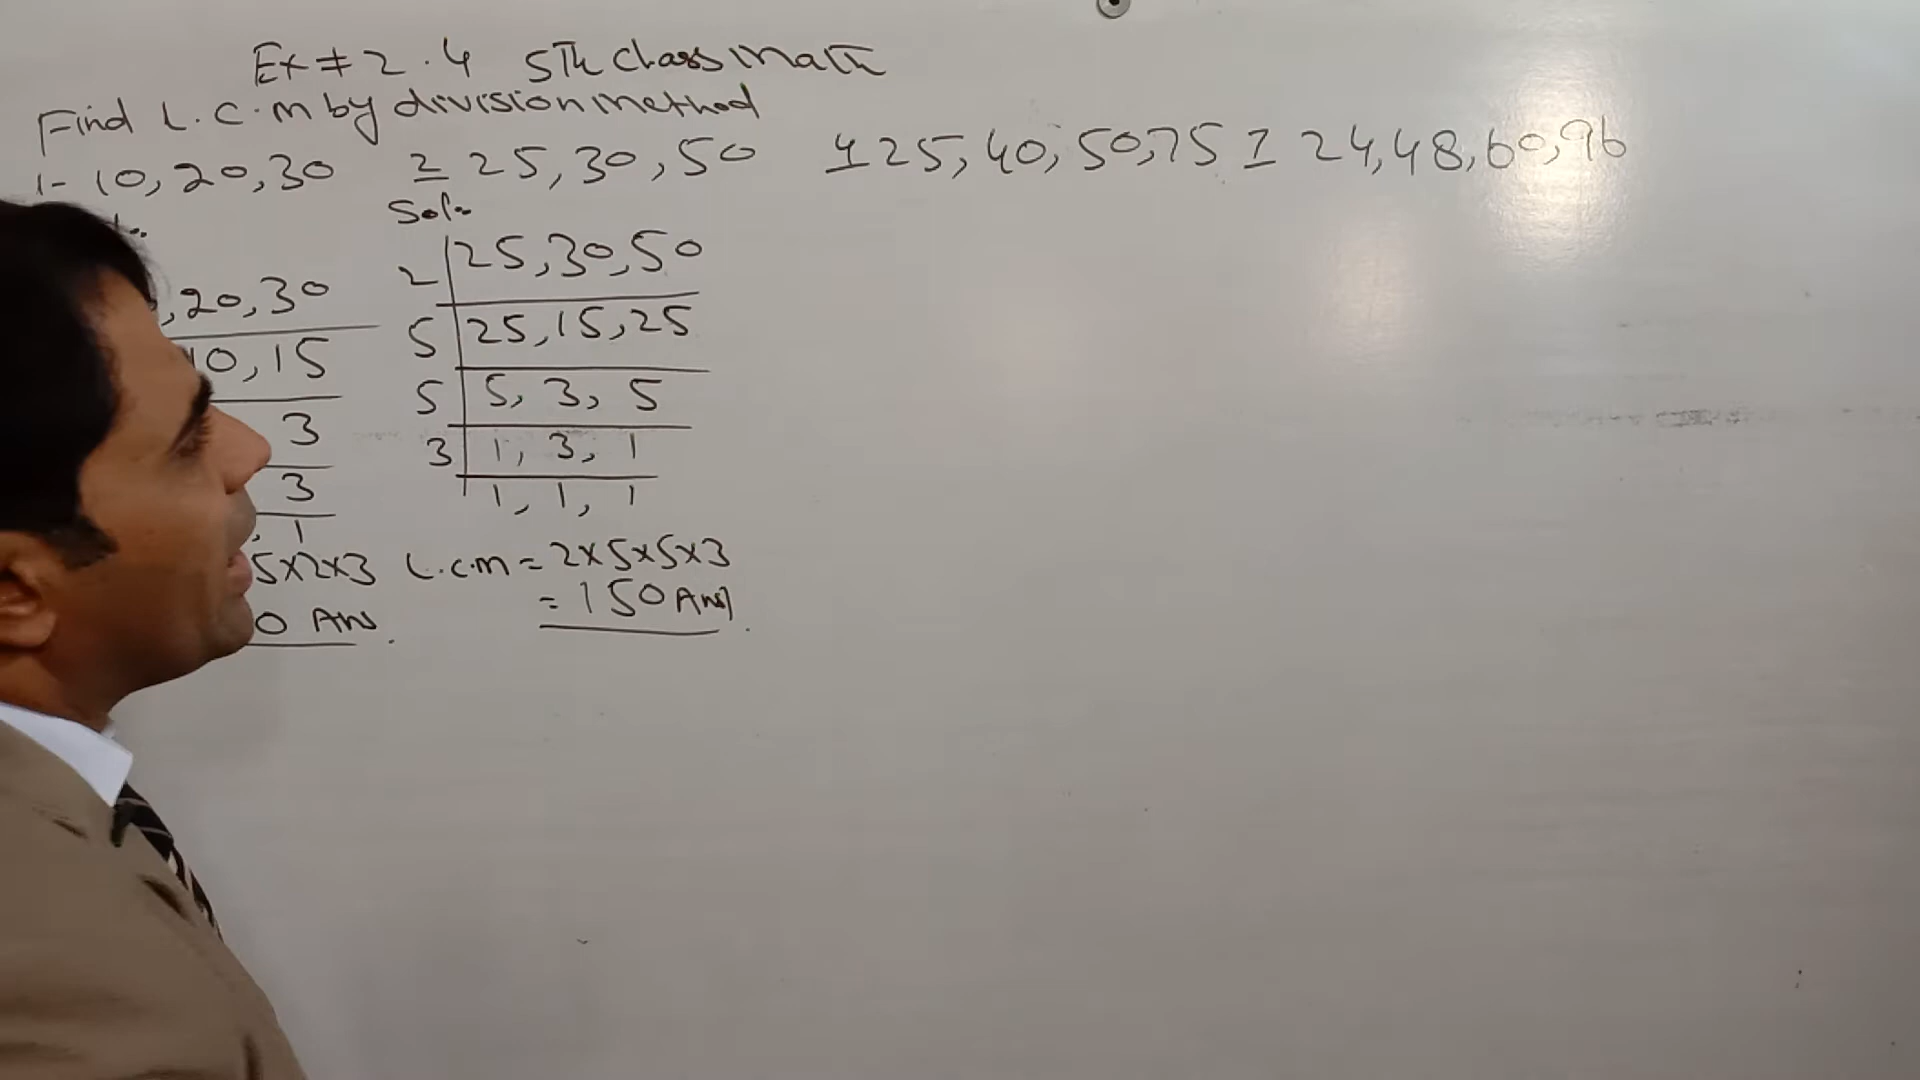 Ex # 2.4 5Th Class Math
Find L.C.m by division method
1- 10, 20, 30 2 25, 30, 50 4 25, 40, 50, 75 7 24, 48, 60, 96
Sol:-
, 20, 30
10, 15
3
3
, 1
5x2x3
0 Ans
2 | 25, 30, 50
5 | 25, 15, 25
5 | 5, 3, 5
3 | 1, 3, 1
1, 1, 1
L.c.m = 2x5x5x3
= 150 Ans